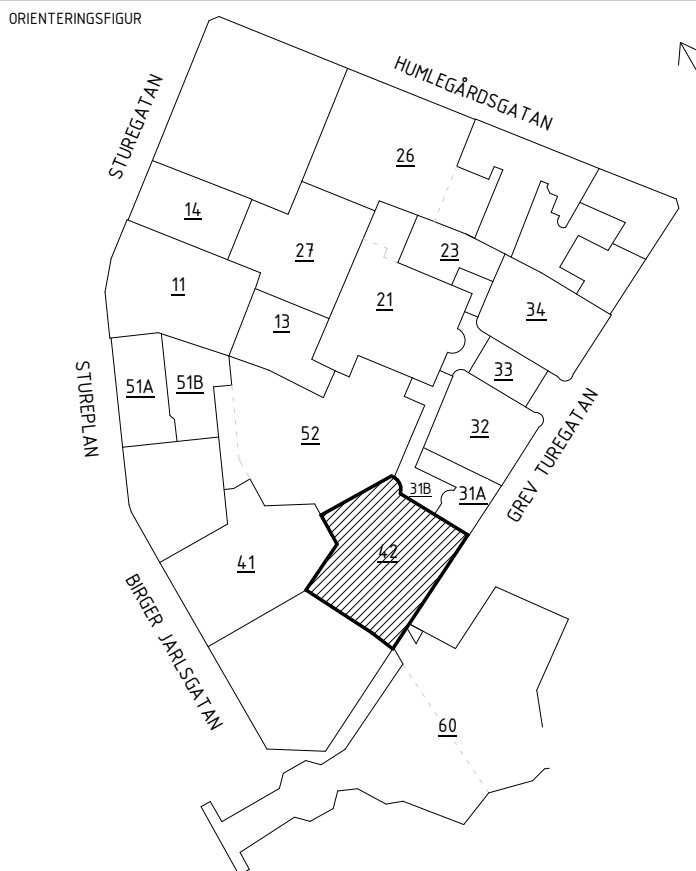 ORIENTERINGSFIGUR
HUMLEGÅRDSGATAN
STUREGATAN
26
14
27
23
11
21
34
13
33
51A
51B
STUREPLAN
32
52
GREV TUREGATAN
31B
31A
42
41
BIRGER JARLSGATAN
60